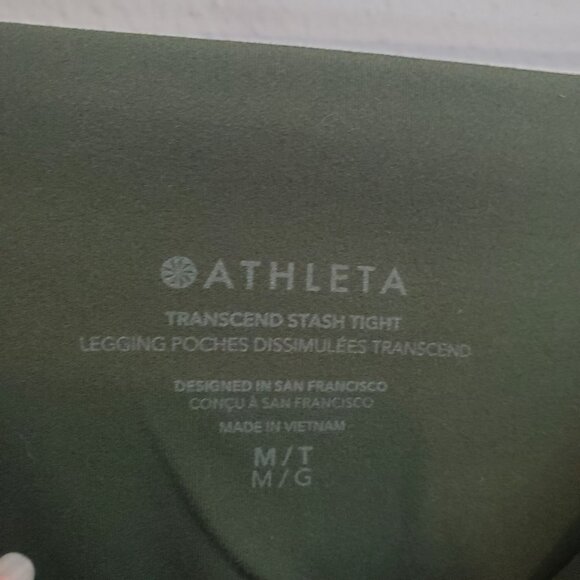 ATHLETA
TRANSCEND STASH TIGHT
LEGGING POCHES DISSIMULÉES TRANSCEND
DESIGNED IN SAN FRANCISCO
CONÇU À SAN FRANCISCO
MADE IN VIETNAM
M/T
M/G